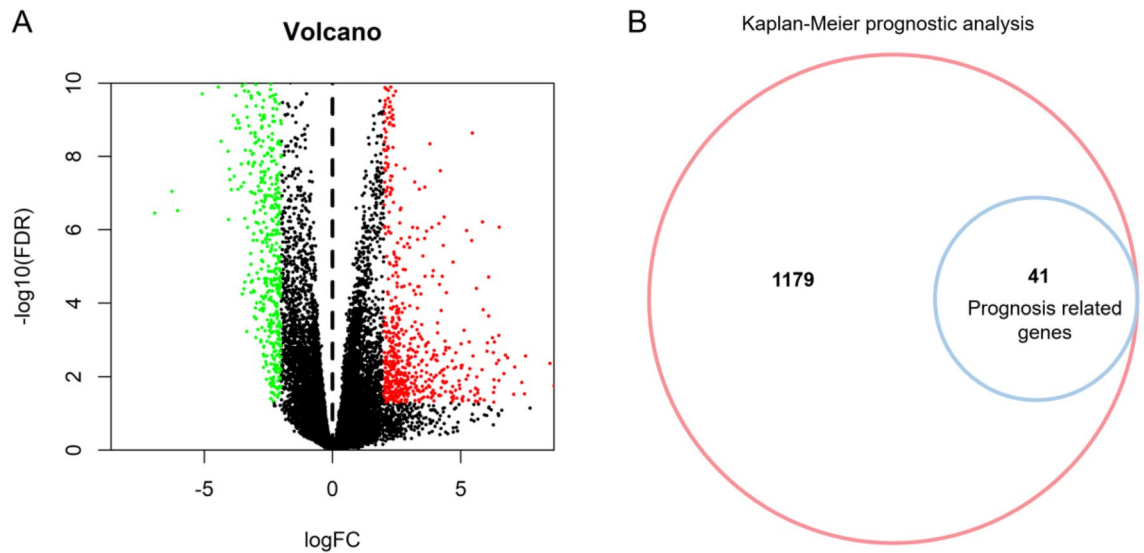 A
Volcano
10
8
6
4
2
0
-log10(FDR)
-5
0
5
logFC
B
Kaplan-Meier prognostic analysis
1179
41
Prognosis related
genes